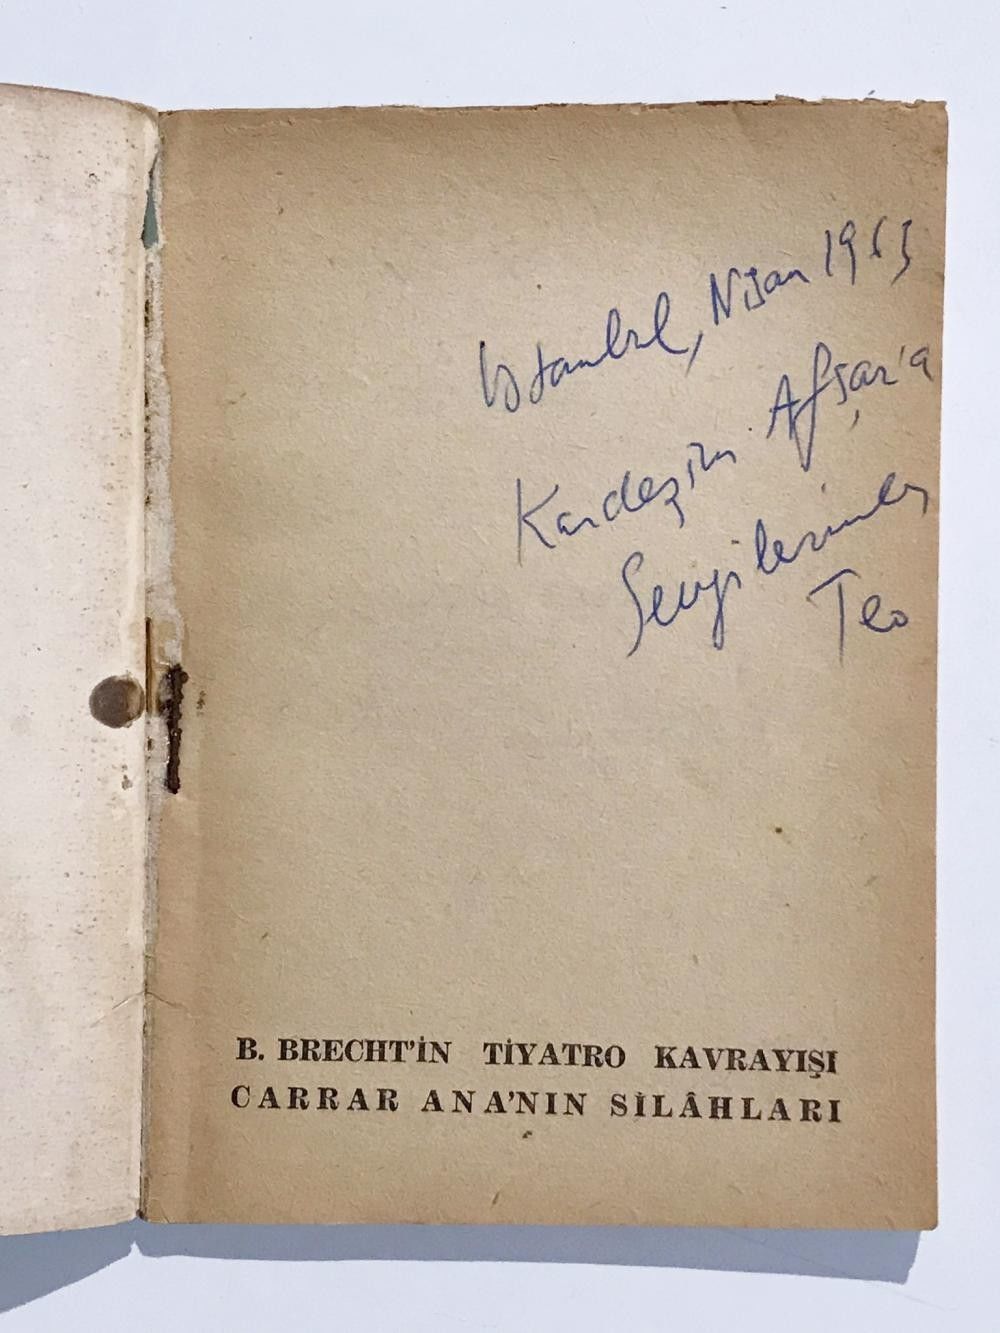 İstanbul, Nisan 1963
Kardeşim Afşar'a
Sevgilerimle
Teo
B. BRECHT'İN TİYATRO KAVRAYIŞI
CARRAR ANA'NIN SİLÂHLARI